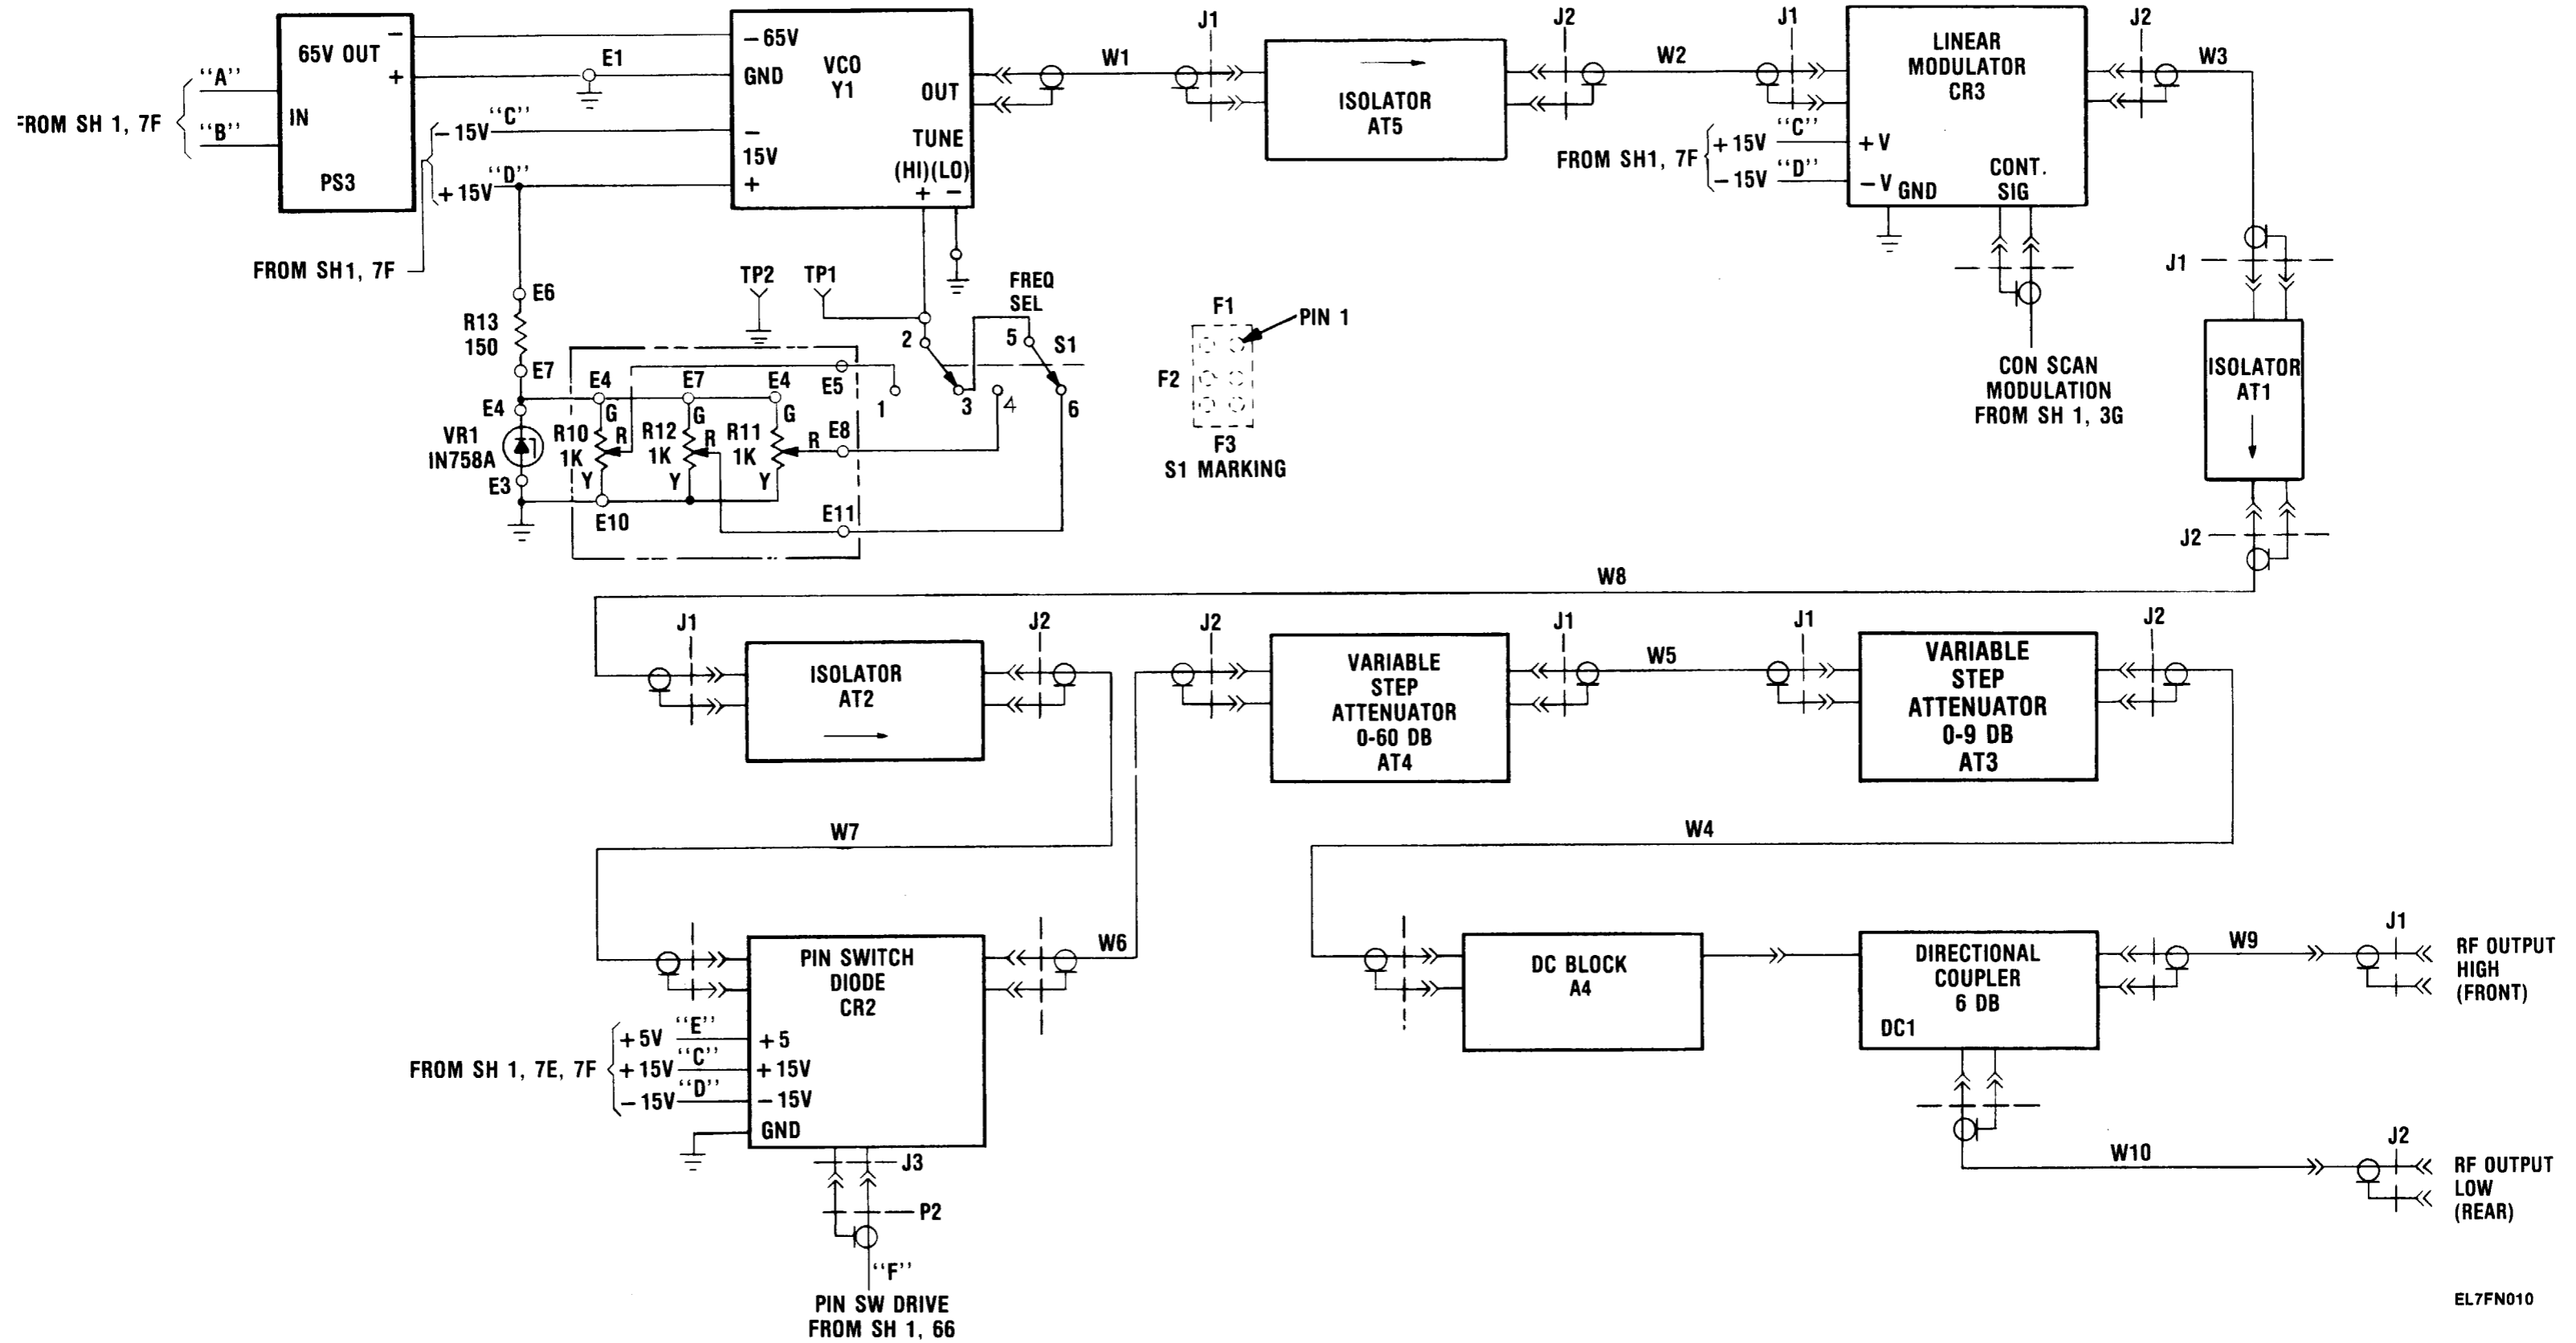 65V OUT
−
+
"A"
"B"
FROM SH 1, 7F
IN
PS3
E1
− 65V
GND
VCO
Y1
OUT
− 15V
"C"
−
15V
+ 15V
"D"
+
TUNE
(HI)(LO)
+ −
FROM SH1, 7F
W1
J1
ISOLATOR
AT5
J2
W2
J1
LINEAR
MODULATOR
CR3
J2
W3
FROM SH1, 7F
+ 15V
"C"
+ V
− 15V
"D"
− V
GND
CONT.
SIG
CON SCAN
MODULATION
FROM SH 1, 3G
J1
ISOLATOR
AT1
J2
E6
R13
150
E7
E4
VR1
IN758A
E3
TP2
TP1
FREQ
SEL
2
5
S1
1
3
4
6
E4
E7
E4
E5
G
G
G
R10
1K
R
R12
1K
R
R11
1K
R
E8
Y
Y
Y
E10
E11
F1
PIN 1
F2
F3
S1 MARKING
W8
J1
ISOLATOR
AT2
J2
J2
VARIABLE
STEP
ATTENUATOR
0-60 DB
AT4
J1
W5
J1
VARIABLE
STEP
ATTENUATOR
0-9 DB
AT3
J2
W7
W4
PIN SWITCH
DIODE
CR2
W6
FROM SH 1, 7E, 7F
+ 5V
"E"
+ 5
+ 15V
"C"
+ 15V
− 15V
"D"
− 15V
GND
J3
P2
"F"
PIN SW DRIVE
FROM SH 1, 66
DC BLOCK
A4
DIRECTIONAL
COUPLER
6 DB
DC1
W9
J1
RF OUTPUT
HIGH
(FRONT)
W10
J2
RF OUTPUT
LOW
(REAR)
EL7FN010